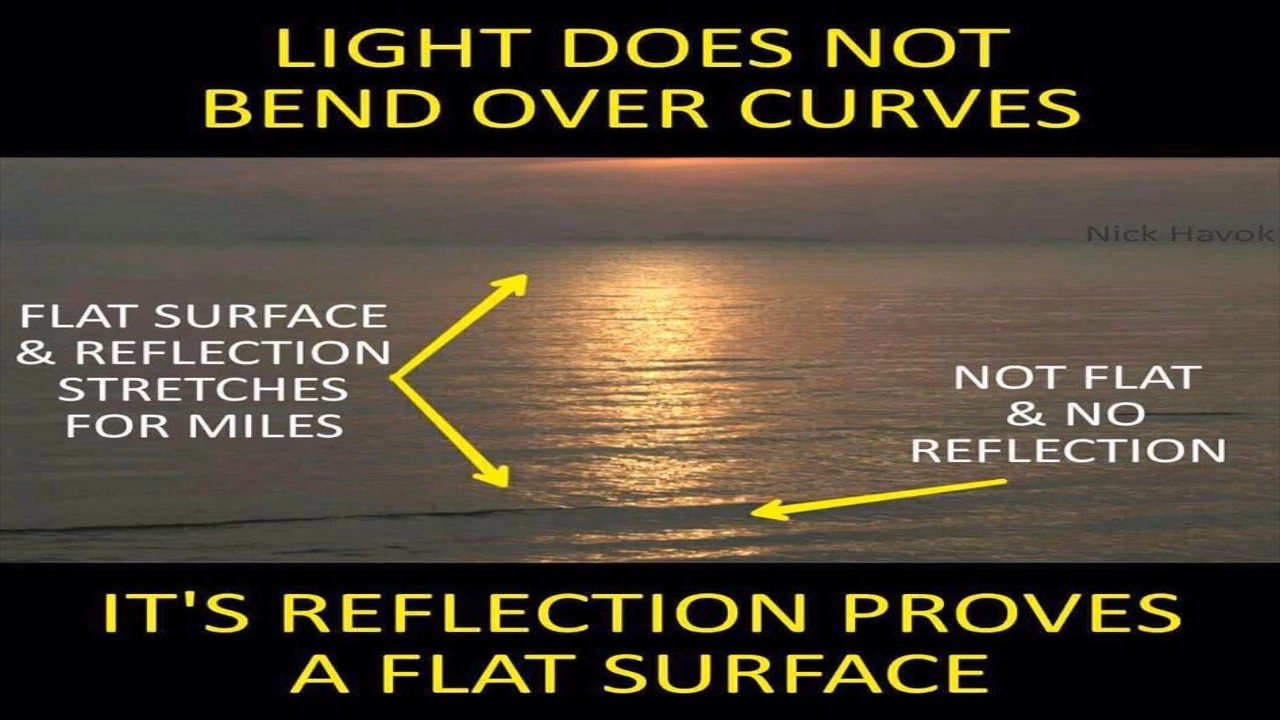 LIGHT DOES NOT
BEND OVER CURVES
Nick Havok
FLAT SURFACE
& REFLECTION
STRETCHES
FOR MILES
NOT FLAT
& NO
REFLECTION
IT'S REFLECTION PROVES
A FLAT SURFACE